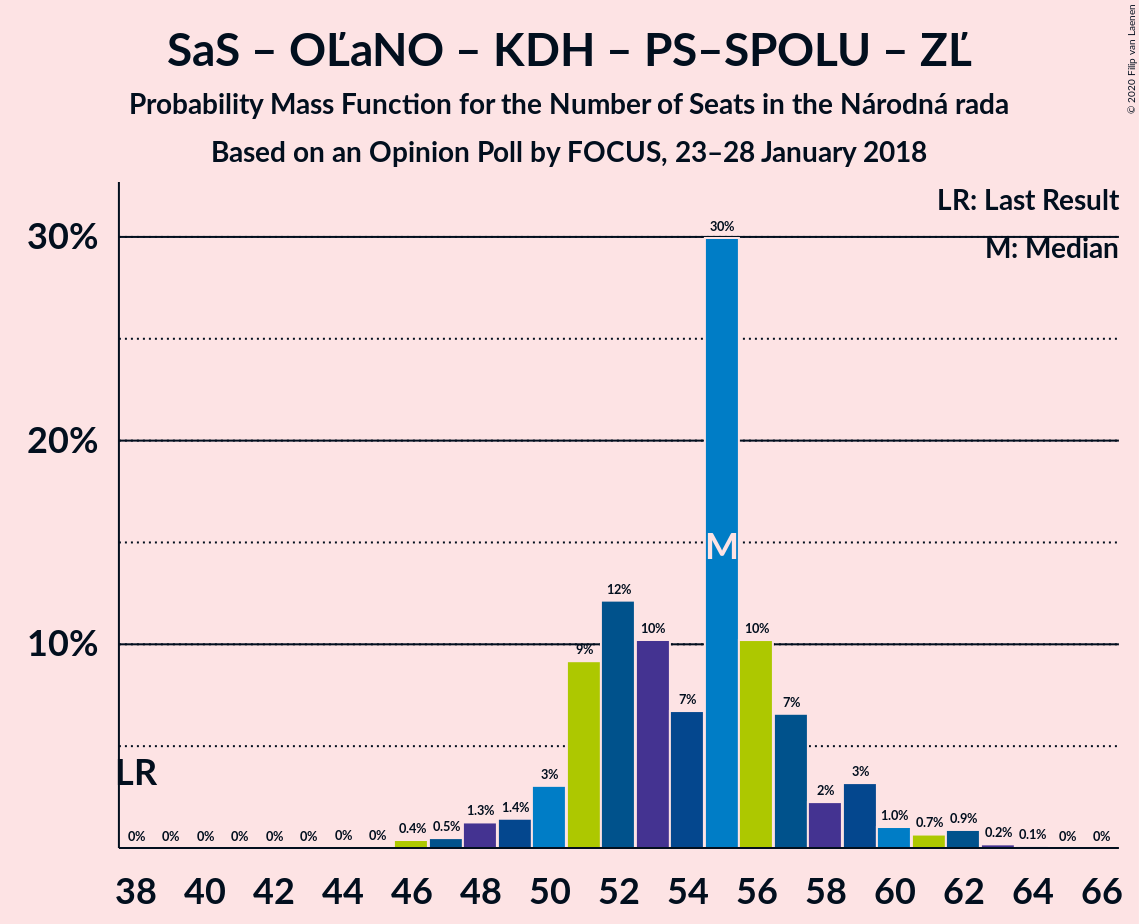 SaS – OĽaNO – KDH – PS–SPOLU – ZĽ
Probability Mass Function for the Number of Seats in the Národná rada
Based on an Opinion Poll by FOCUS, 23–28 January 2018
© 2020 Filip van Laenen
LR: Last Result
M: Median
30%
20%
10%
0% 0% 0% 0% 0% 0% 0% 0% 0.4% 0.5% 1.3% 1.4% 3% 9% 12% 10% 7% 30% 10% 7% 2% 3% 1.0% 0.7% 0.9% 0.2% 0.1% 0% 0%
M
LR
38 40 42 44 46 48 50 52 54 56 58 60 62 64 66